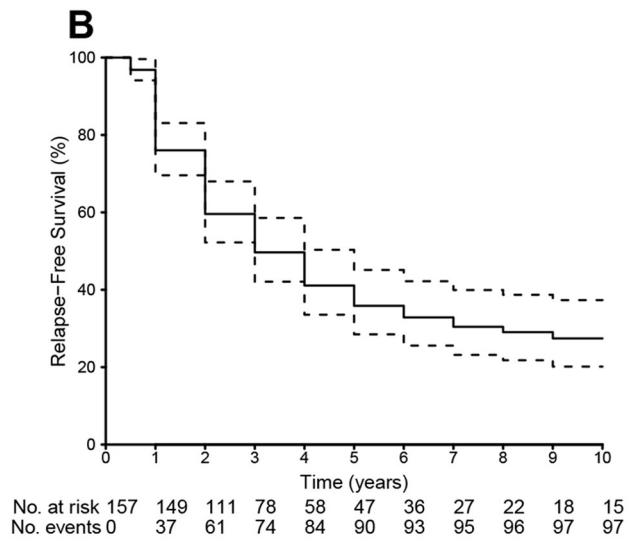 B
Relapse–Free Survival (%)
100
80
60
40
20
0
0 1 2 3 4 5 6 7 8 9 10
Time (years)
No. at risk 157 149 111 78 58 47 36 27 22 18 15
No. events 0 37 61 74 84 90 93 95 96 97 97